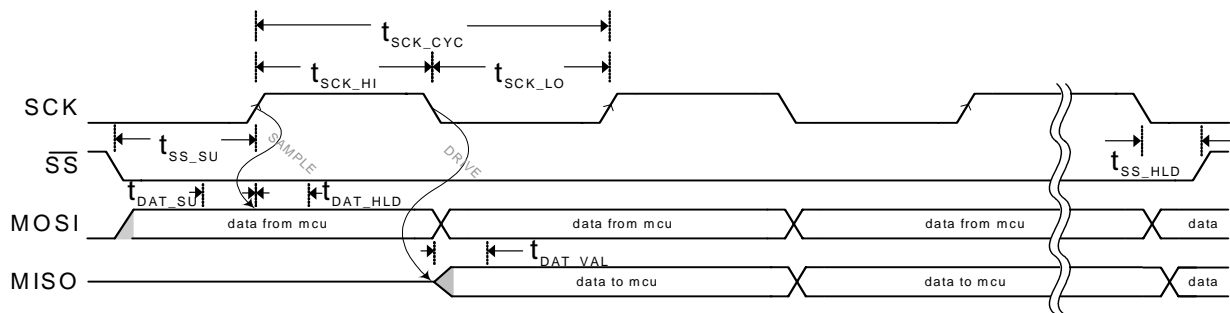 tSCK_CYC
tSCK_HI
tSCK_LO
SCK
tSS_SU
SAMPLE
DRIVE
tSS_HLD
SS
tDAT_SU
tDAT_HLD
MOSI
data from mcu
data from mcu
data from mcu
data
tDAT_VAL
MISO
data to mcu
data to mcu
data